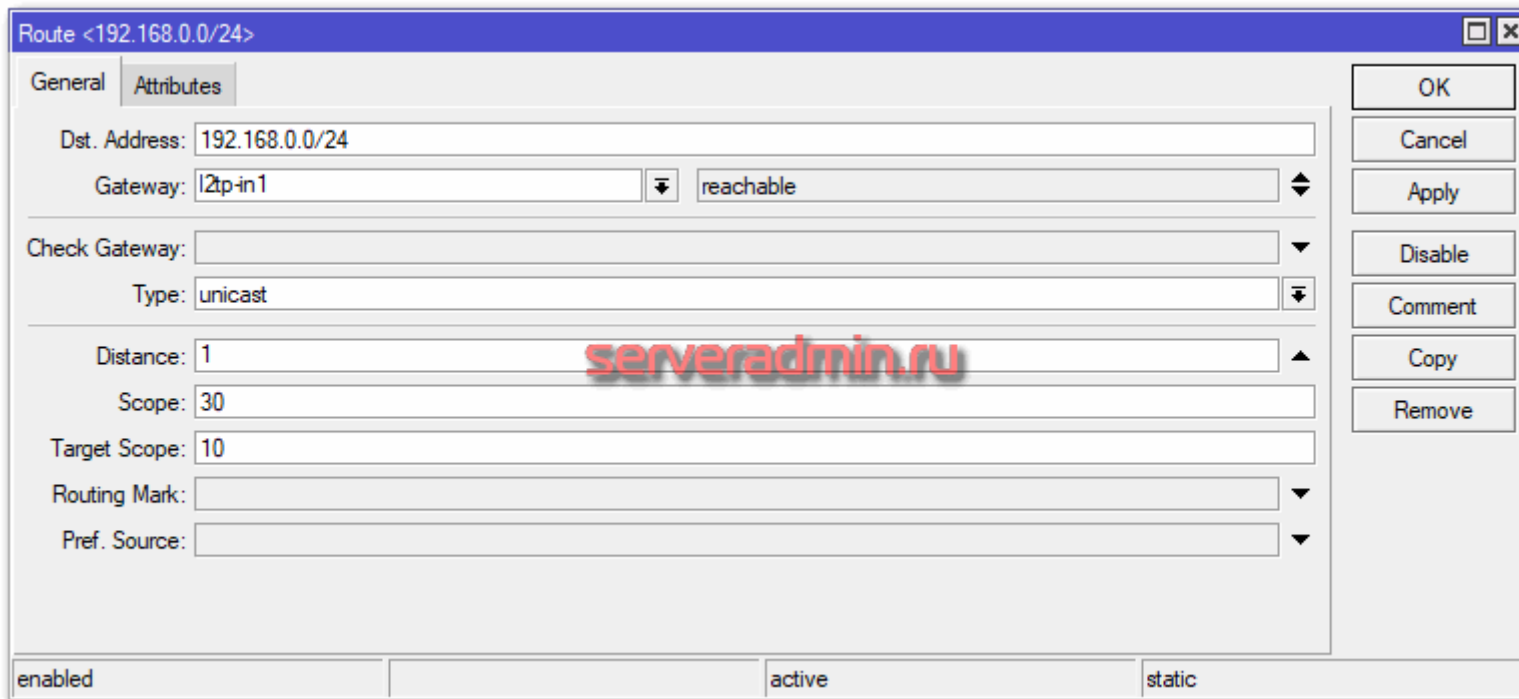 Route <192.168.0.0/24>
General Attributes
OK
Dst. Address: 192.168.0.0/24
Cancel
Gateway: l2tp-in1 reachable
Apply
Check Gateway:
Disable
Type: unicast
Comment
Distance: 1
serveradmin.ru
Copy
Scope: 30
Remove
Target Scope: 10
Routing Mark:
Pref. Source:
enabled active static